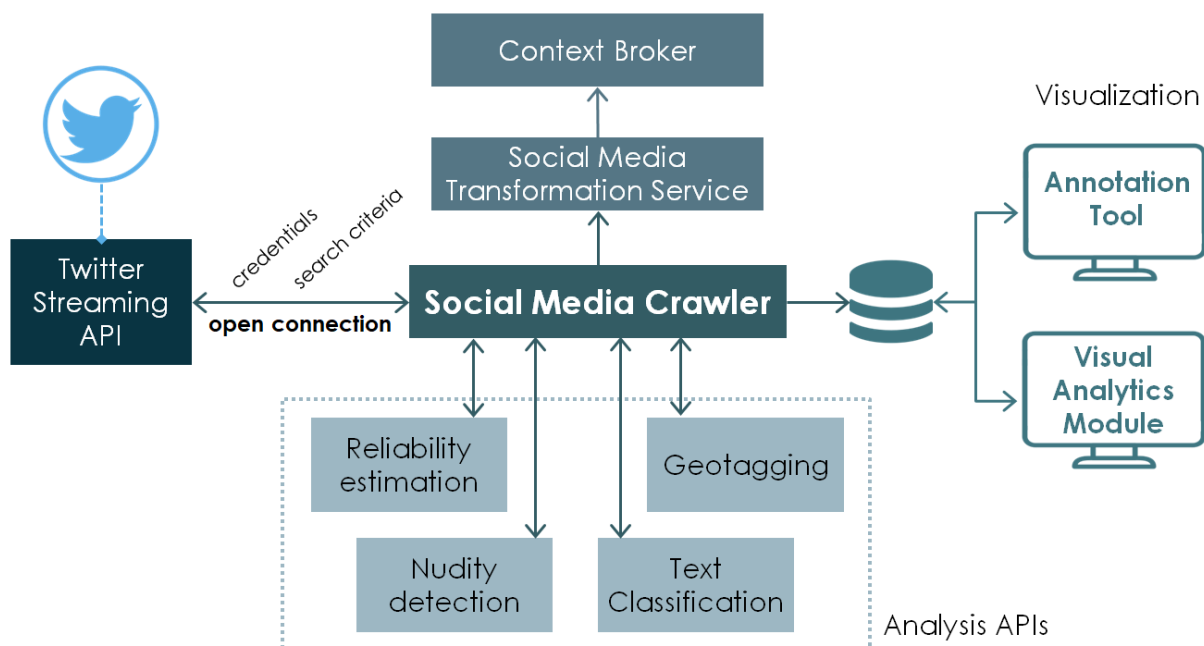 Context Broker
Visualization
Social Media
Transformation Service
Annotation
Tool
credentials
search criteria
Twitter
Streaming
API
open connection
Social Media Crawler
Visual
Analytics
Module
Reliability
estimation
Geotagging
Nudity
detection
Text
Classification
Analysis APIs